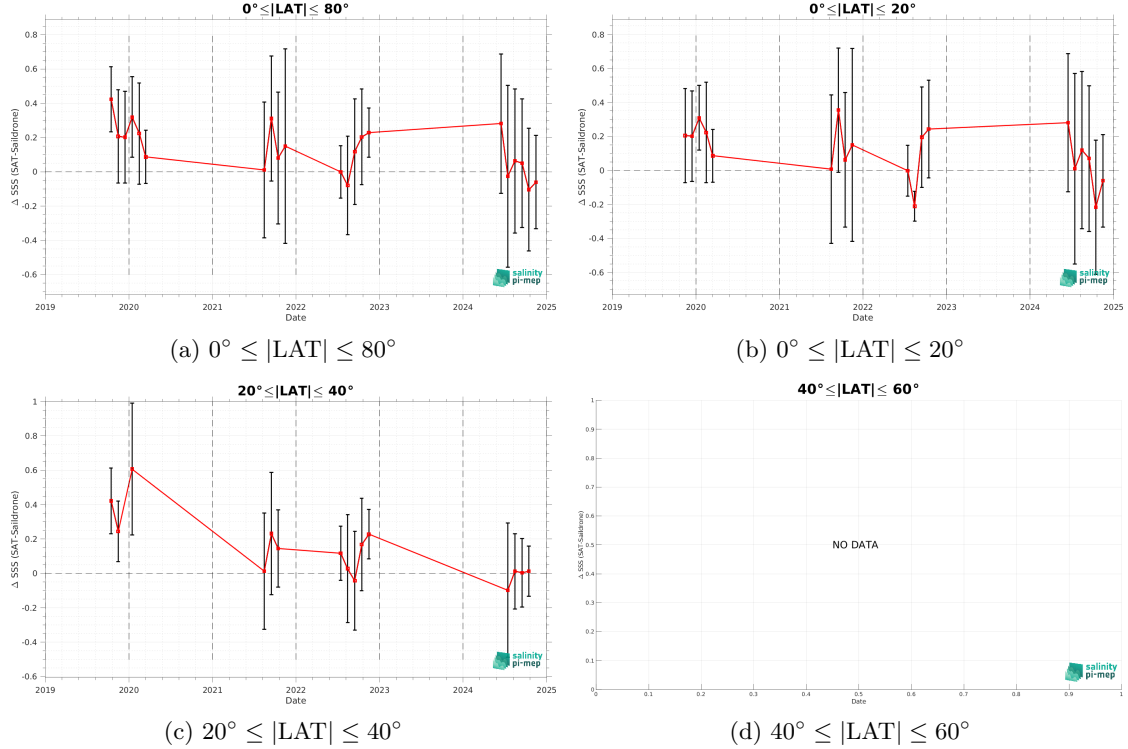 0°≤|LAT|≤ 80°
0.8
0.6
0.4
0.2
0
-0.2
-0.4
-0.6
Δ SSS (SAT-Saildrone)
2019
2020
2021
2022
2023
2024
2025
Date
salinity
pi-mep
(a) 0° ≤ |LAT| ≤ 80°
0°≤|LAT|≤ 20°
0.8
0.6
0.4
0.2
0
-0.2
-0.4
-0.6
Δ SSS (SAT-Saildrone)
2019
2020
2021
2022
2023
2024
2025
Date
salinity
pi-mep
(b) 0° ≤ |LAT| ≤ 20°
20°≤|LAT|≤ 40°
1
0.8
0.6
0.4
0.2
0
-0.2
-0.4
-0.6
Δ SSS (SAT-Saildrone)
2019
2020
2021
2022
2023
2024
2025
Date
salinity
pi-mep
(c) 20° ≤ |LAT| ≤ 40°
40°≤|LAT|≤ 60°
1
0.9
0.8
0.7
0.6
0.5
0.4
0.3
0.2
0.1
0
Δ SSS (SAT-Saildrone)
NO DATA
0
0.1
0.2
0.3
0.4
0.5
0.6
0.7
0.8
0.9
1
Date
salinity
pi-mep
(d) 40° ≤ |LAT| ≤ 60°